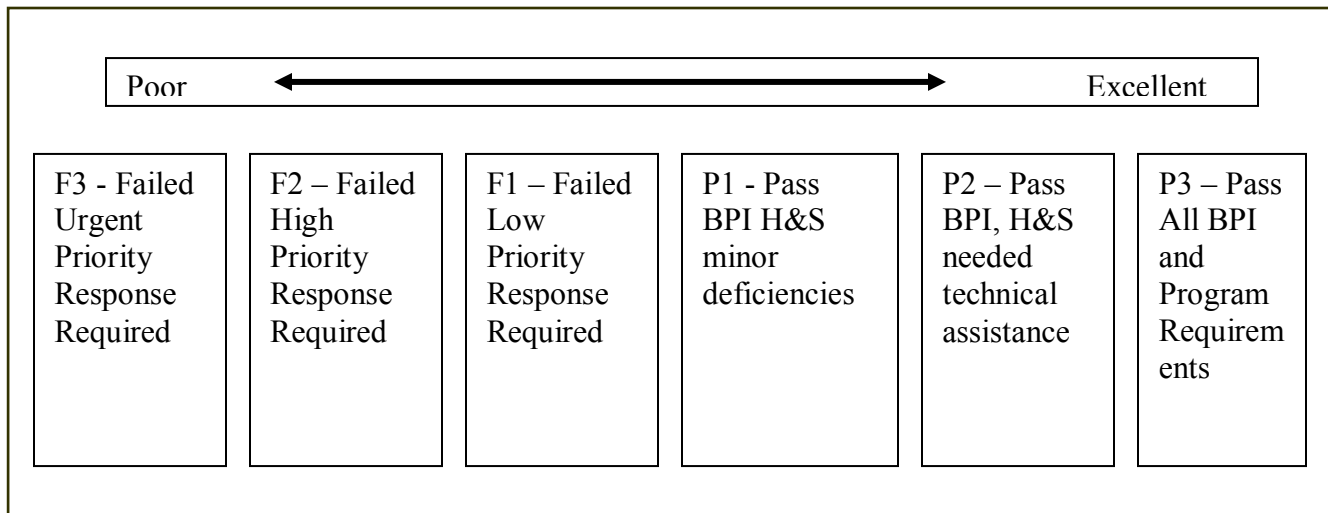 Poor Excellent
F3 - Failed
Urgent
Priority
Response
Required
F2 – Failed
High
Priority
Response
Required
F1 – Failed
Low
Priority
Response
Required
P1 - Pass
BPI H&S
minor
deficiencies
P2 – Pass
BPI, H&S
needed
technical
assistance
P3 – Pass
All BPI
and
Program
Requirem
ents